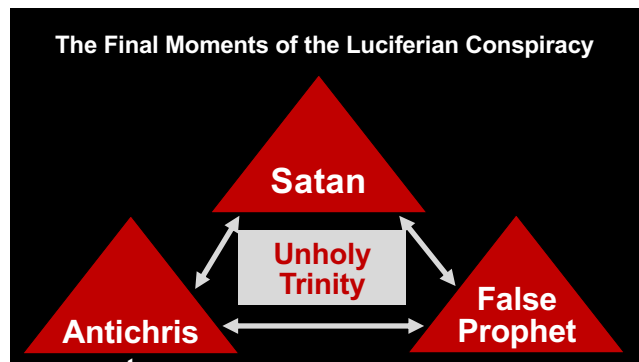 The Final Moments of the Luciferian Conspiracy
Satan
Unholy
Trinity
False
Prophet
Antichris
t